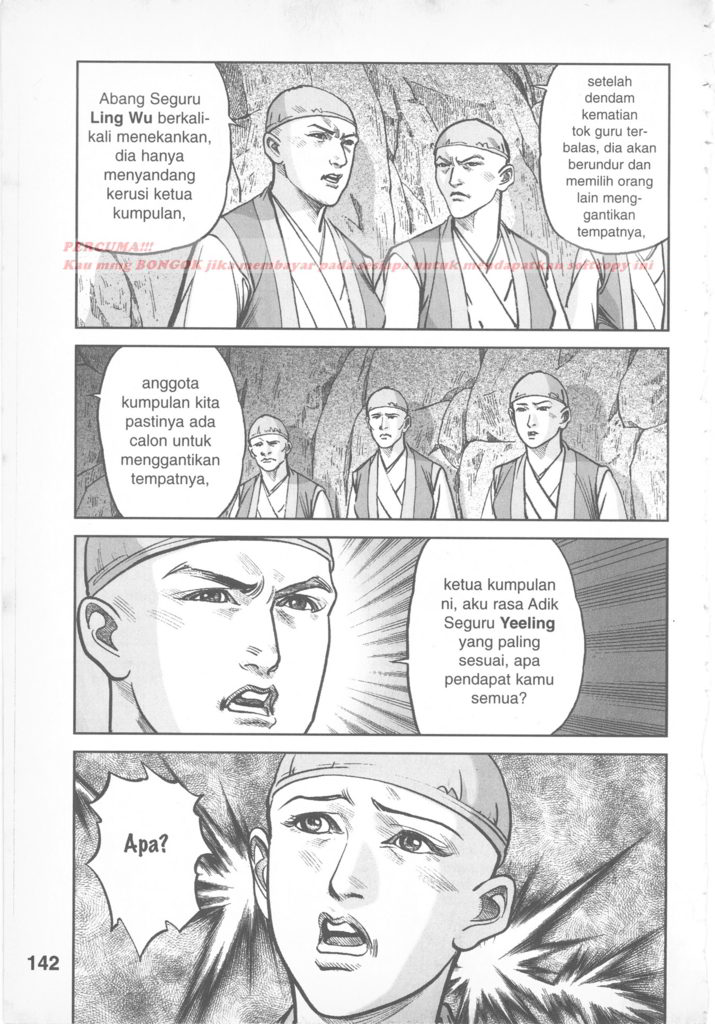 Abang Seguru
Ling Wu berkali-
kali menekankan,
dia hanya
menyandang
kerusi ketua
kumpulan,
setelah
dendam
kematian
tok guru ter-
balas, dia akan
berundur dan
memilih orang
lain meng-
gantikan
tempatnya,
PERCUMA!!!
Kau mmg BONGOK jika membayar pada sesiapa untuk mendapatkan softcopy ini
anggota
kumpulan kita
pastinya ada
calon untuk
menggantikan
tempatnya,
ketua kumpulan
ni, aku rasa Adik
Seguru Yeeling
yang paling
sesuai, apa
pendapat kamu
semua?
Apa?
142